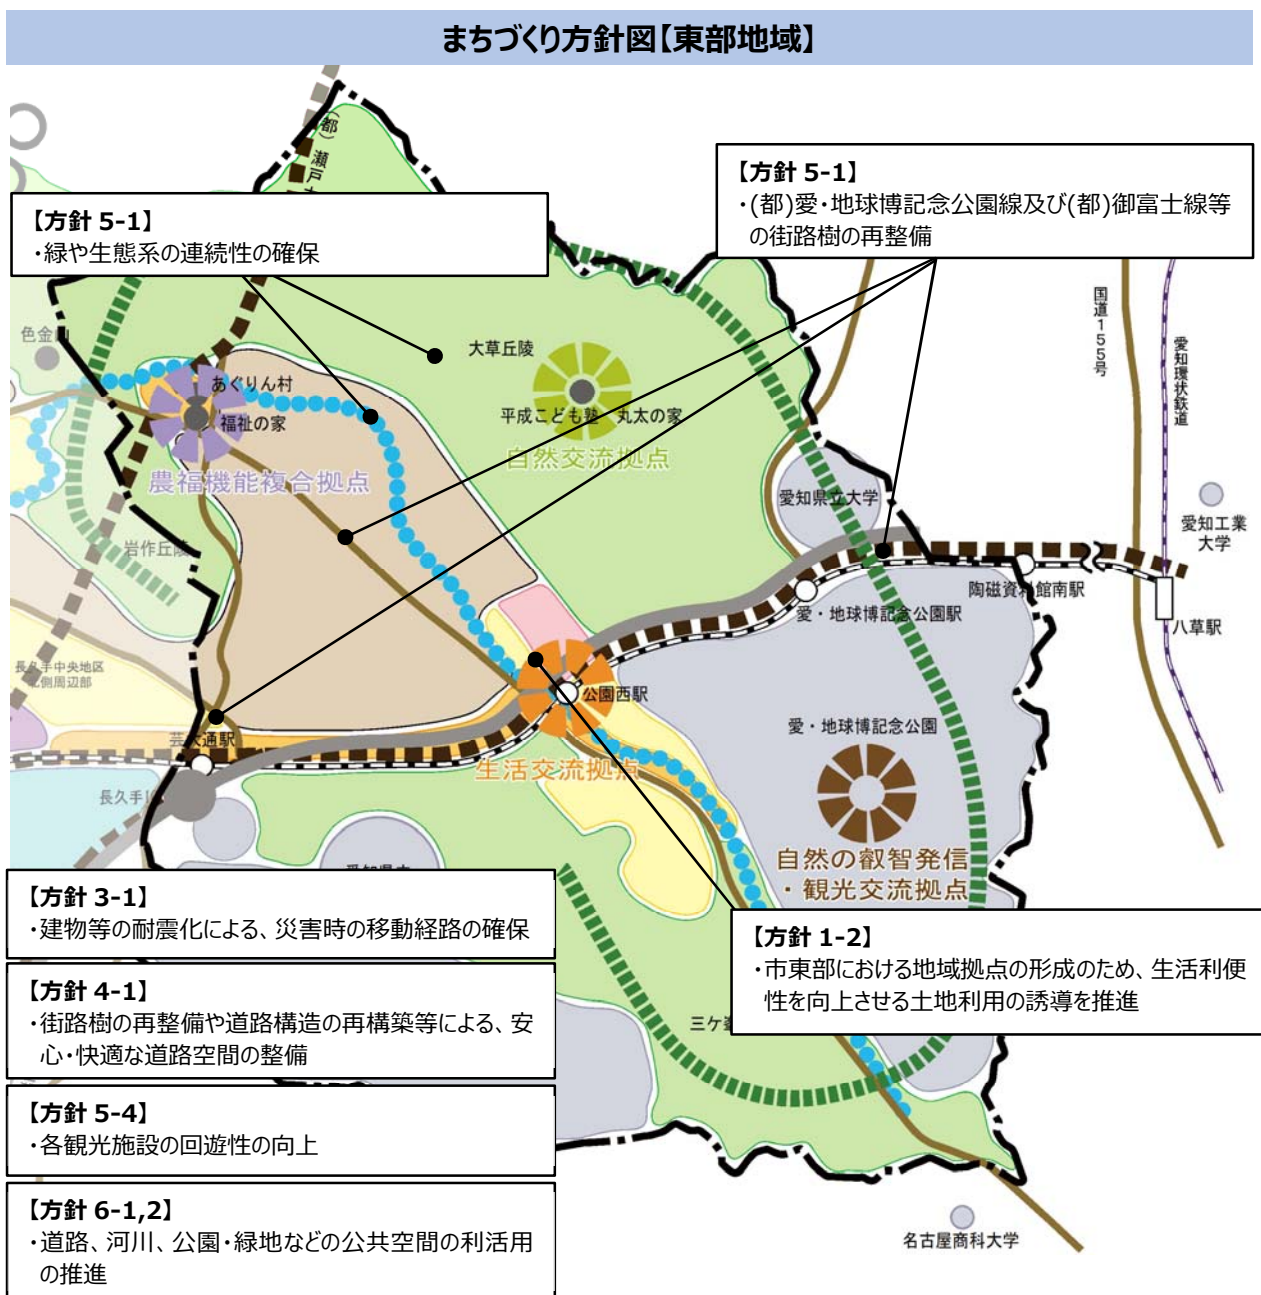 まちづくり方針図【東部地域】
(都)瀬戸大
【方針 5-1】
・緑や生態系の連続性の確保
【方針 5-1】
・(都)愛・地球博記念公園線及び(都)御富士線等
の街路樹の再整備
国道155号
愛知環状鉄道
色金山
大草丘陵
あぐりん村
福祉の家
農福機能複合拠点
平成こども塾 丸太の家
自然交流拠点
愛知県立大学
愛知工業
大学
岩作丘陵
陶磁資料館南駅
愛・地球博記念公園駅
八草駅
長久手中央地区
北側周辺部
公園西駅
芸大通駅
愛・地球博記念公園
生活交流拠点
長久手IC
自然の叡智発信
・観光交流拠点
【方針 3-1】
・建物等の耐震化による、災害時の移動経路の確保
【方針 1-2】
・市東部における地域拠点の形成のため、生活利便
性を向上させる土地利用の誘導を推進
【方針 4-1】
・街路樹の再整備や道路構造の再構築等による、安
心・快適な道路空間の整備
三ケ峯
【方針 5-4】
・各観光施設の回遊性の向上
【方針 6-1,2】
・道路、河川、公園・緑地などの公共空間の利活用
の推進
名古屋商科大学